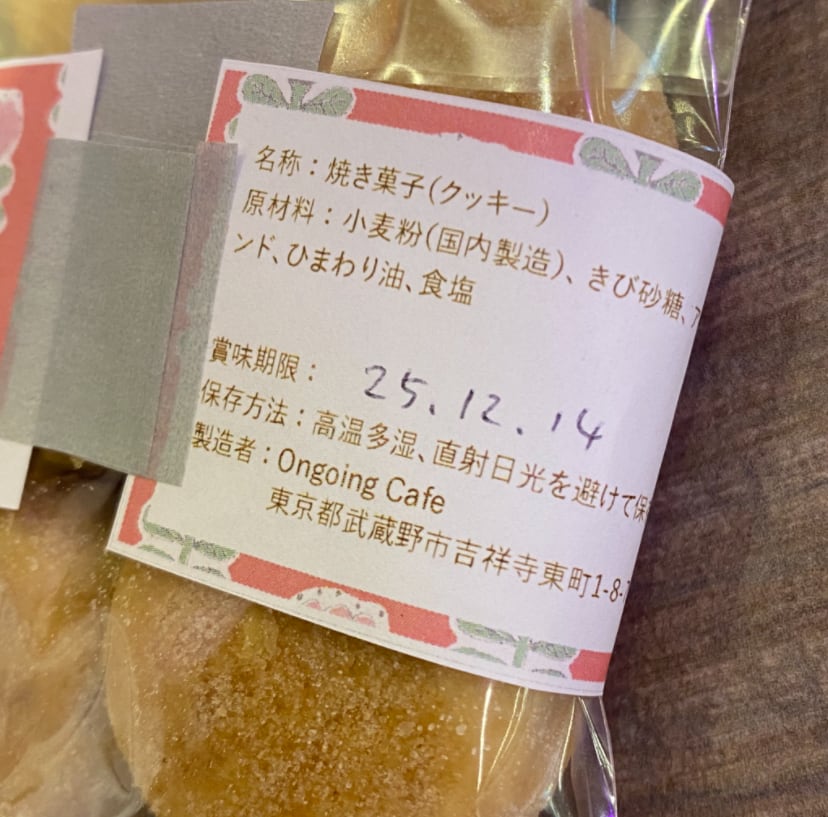 名称：焼き菓子(クッキー)
原材料：小麦粉(国内製造)、きび砂糖、ア
ンド、ひまわり油、食塩
賞味期限： 25.12.14
保存方法：高温多湿、直射日光を避けて保
製造者：Ongoing Cafe
東京都武蔵野市吉祥寺東町1-8-